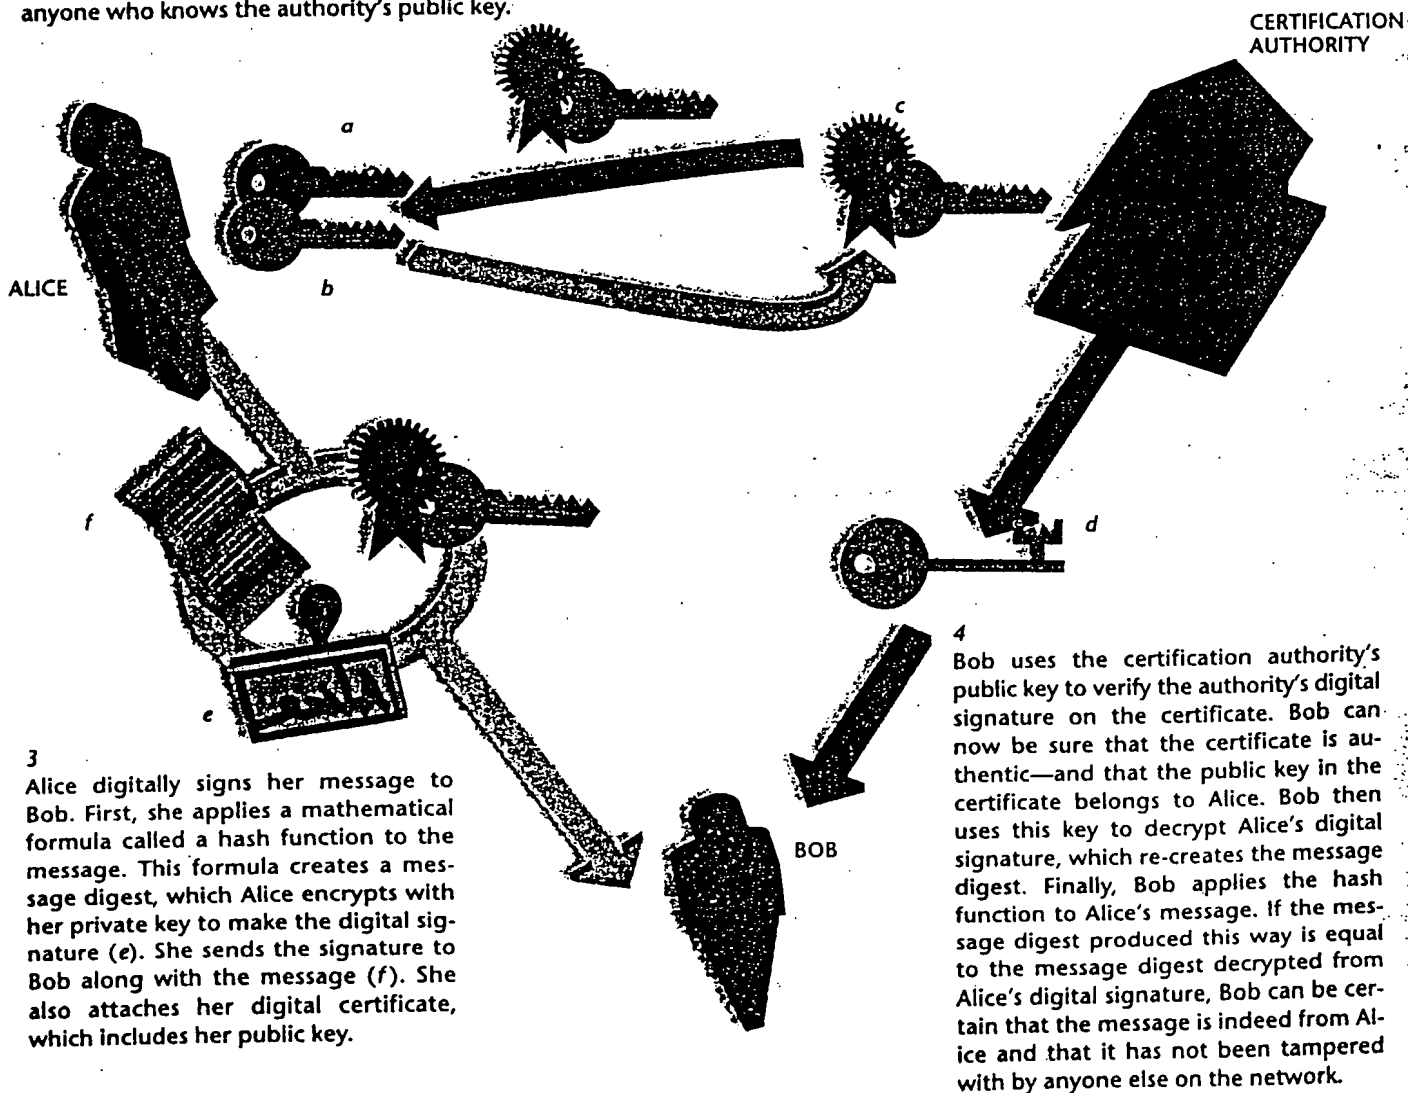 anyone who knows the authority's public key.
CERTIFICATION
AUTHORITY
a
c
ALICE
b
f
d
e
3
Alice digitally signs her message to
Bob. First, she applies a mathematical
formula called a hash function to the
message. This formula creates a mes-
sage digest, which Alice encrypts with
her private key to make the digital sig-
nature (e). She sends the signature to
Bob along with the message (f). She
also attaches her digital certificate,
which includes her public key.
BOB
4
Bob uses the certification authority's
public key to verify the authority's digital
signature on the certificate. Bob can
now be sure that the certificate is au-
thentic—and that the public key in the
certificate belongs to Alice. Bob then
uses this key to decrypt Alice's digital
signature, which re-creates the message
digest. Finally, Bob applies the hash
function to Alice's message. If the mes-
sage digest produced this way is equal
to the message digest decrypted from
Alice's digital signature, Bob can be cer-
tain that the message is indeed from Al-
ice and that it has not been tampered
with by anyone else on the network.